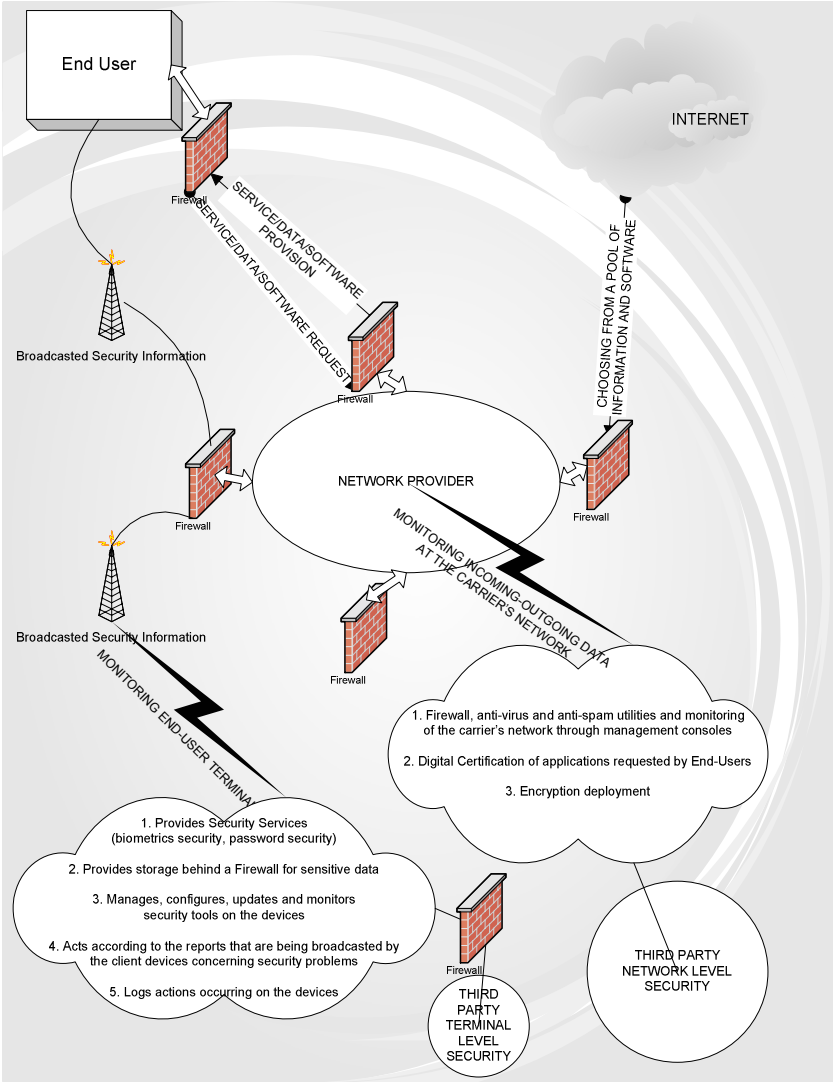 End User
INTERNET
Firewall
SERVICE/DATA/SOFTWARE
PROVISION
SERVICE/DATA/SOFTWARE REQUEST
CHOOSING FROM A POOL OF
INFORMATION AND SOFTWARE
Broadcasted Security Information
Firewall
NETWORK PROVIDER
Firewall
Firewall
MONITORING INCOMING-OUTGOING DATA
AT THE CARRIER'S NETWORK
Broadcasted Security Information
Firewall
MONITORING END-USER TERMINAL
1. Firewall, anti-virus and anti-spam utilities and monitoring
of the carrier's network through management consoles
2. Digital Certification of applications requested by End-Users
3. Encryption deployment
1. Provides Security Services
(biometrics security, password security)
2. Provides storage behind a Firewall for sensitive data
3. Manages, configures, updates and monitors
security tools on the devices
4. Acts according to the reports that are being broadcasted by
the client devices concerning security problems
5. Logs actions occurring on the devices
Firewall
THIRD PARTY
NETWORK LEVEL
SECURITY
THIRD
PARTY
TERMINAL
LEVEL
SECURITY